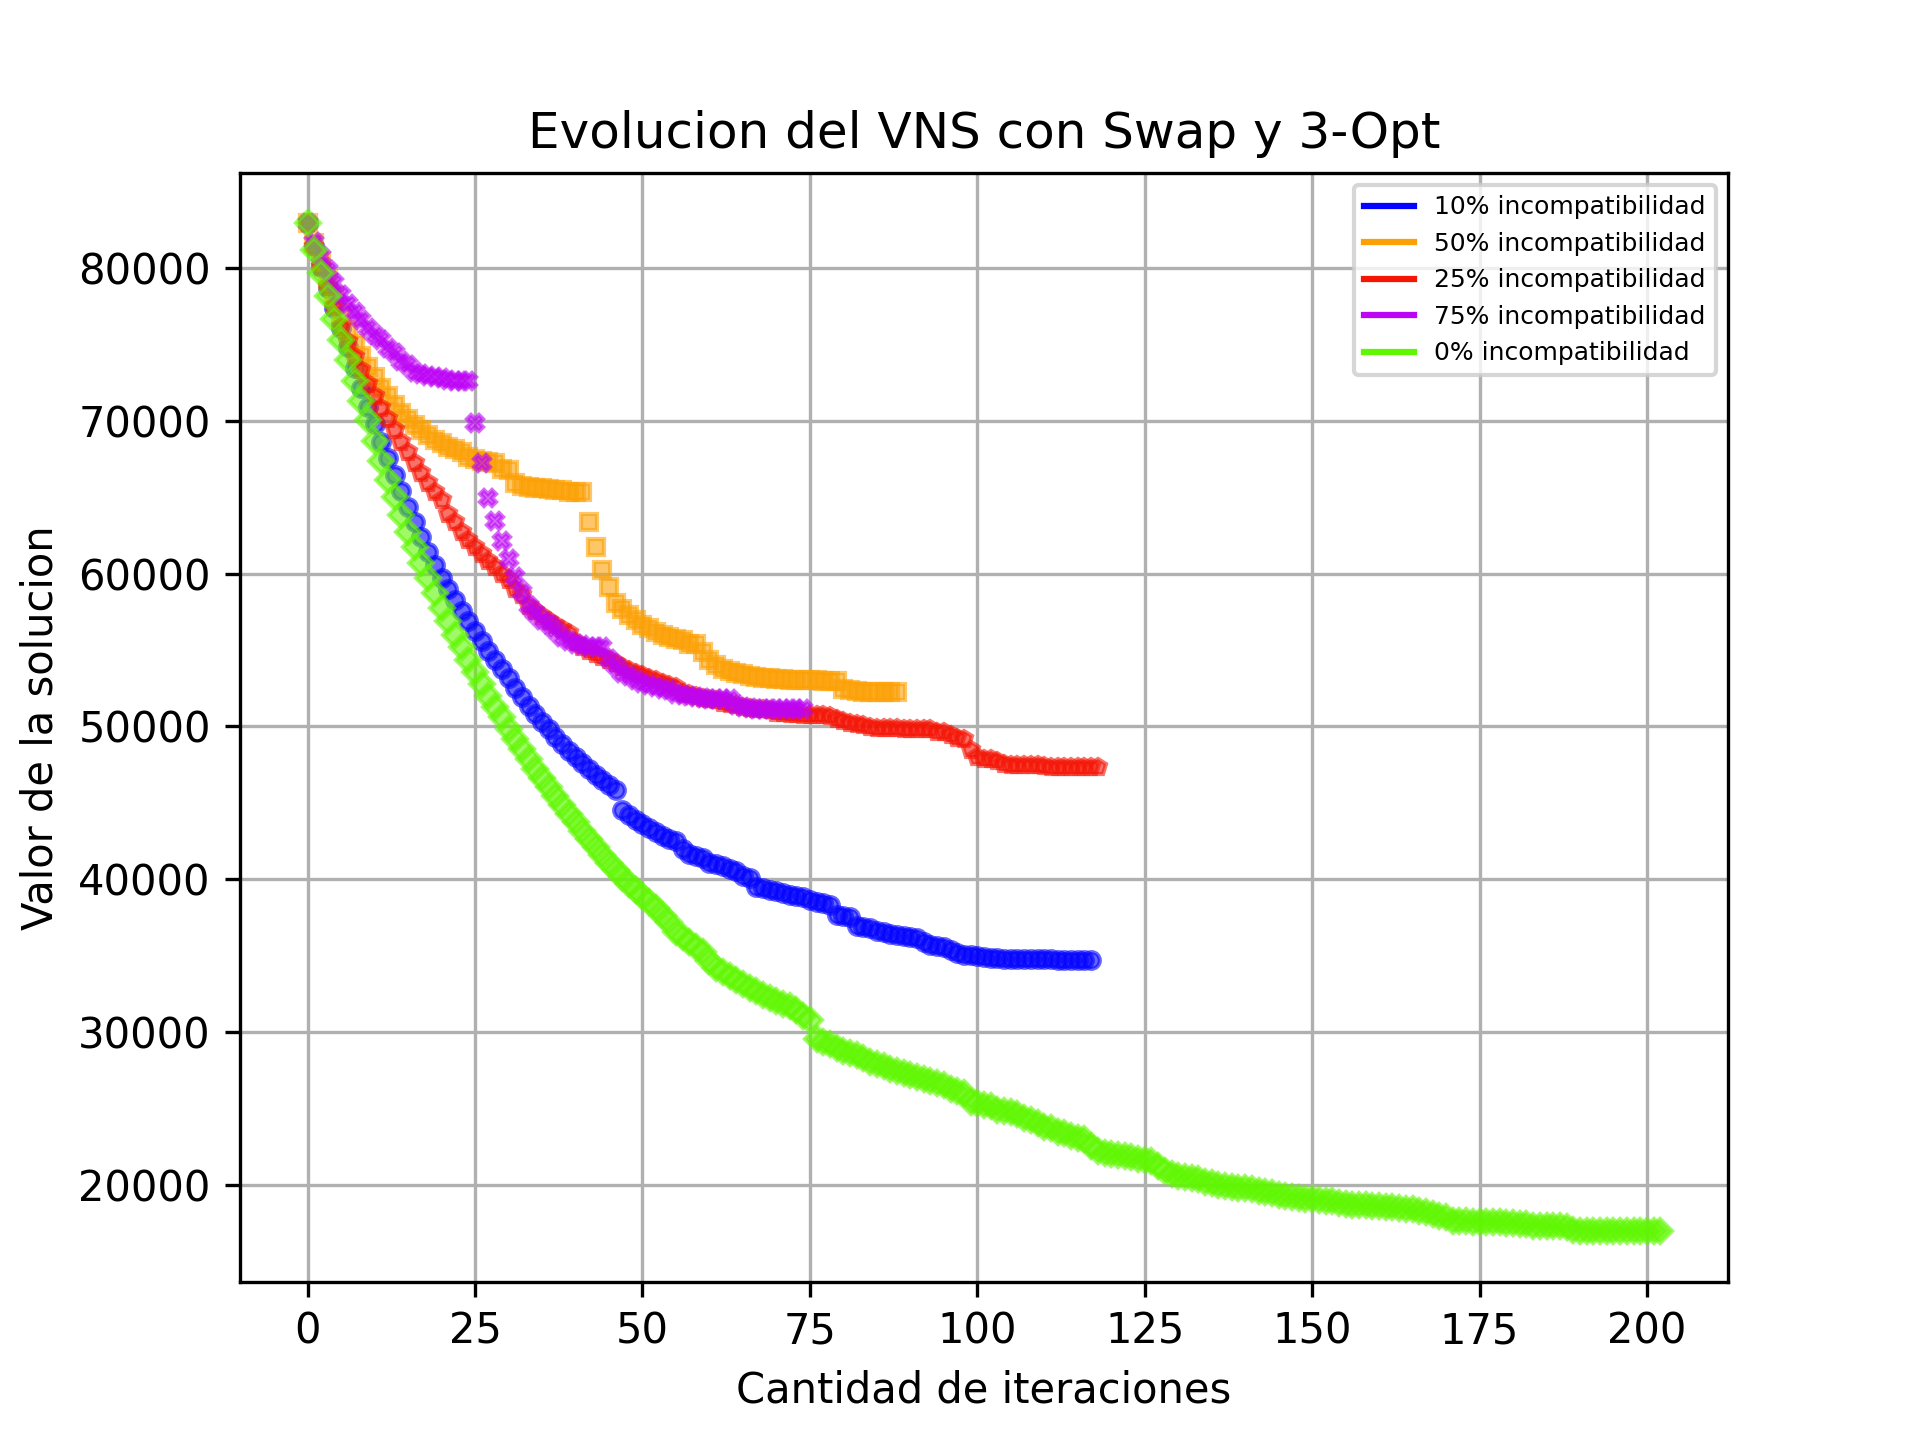 Evolucion del VNS con Swap y 3-Opt
10% incompatibilidad
50% incompatibilidad
25% incompatibilidad
75% incompatibilidad
0% incompatibilidad
Valor de la solucion
80000
70000
60000
50000
40000
30000
20000
0 25 50 75 100 125 150 175 200
Cantidad de iteraciones